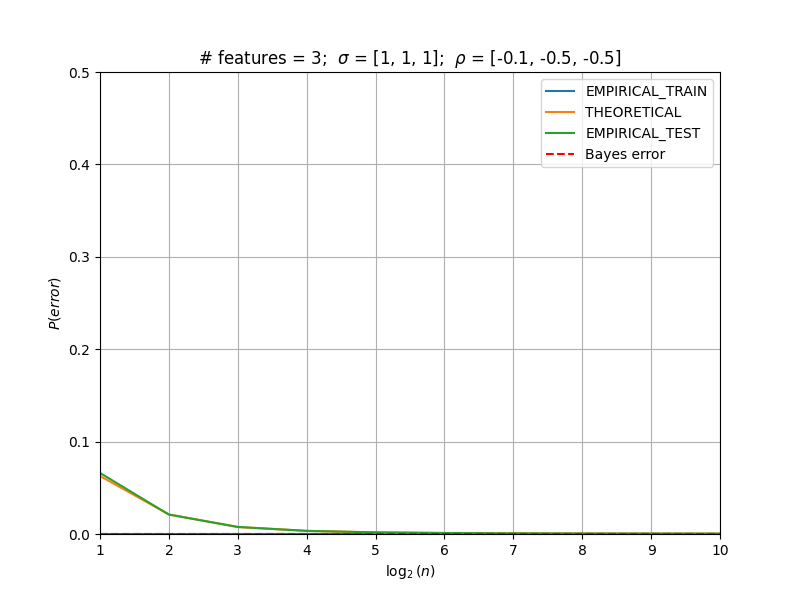 # features = 3; σ = [1, 1, 1]; ρ = [-0.1, -0.5, -0.5]
EMPIRICAL_TRAIN
THEORETICAL
EMPIRICAL_TEST
Bayes error
0.5
0.4
0.3
0.2
0.1
0.0
P(error)
1 2 3 4 5 6 7 8 9 10
log₂(n)